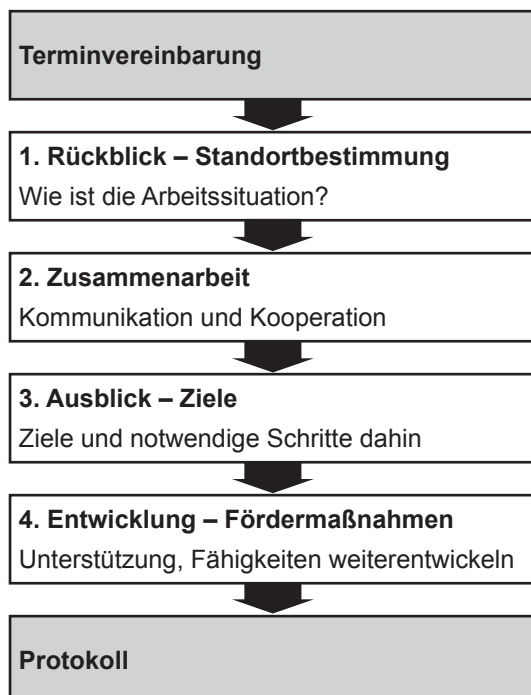 Terminvereinbarung
1. Rückblick – Standortbestimmung
Wie ist die Arbeitssituation?
2. Zusammenarbeit
Kommunikation und Kooperation
3. Ausblick – Ziele
Ziele und notwendige Schritte dahin
4. Entwicklung – Fördermaßnahmen
Unterstützung, Fähigkeiten weiterentwickeln
Protokoll